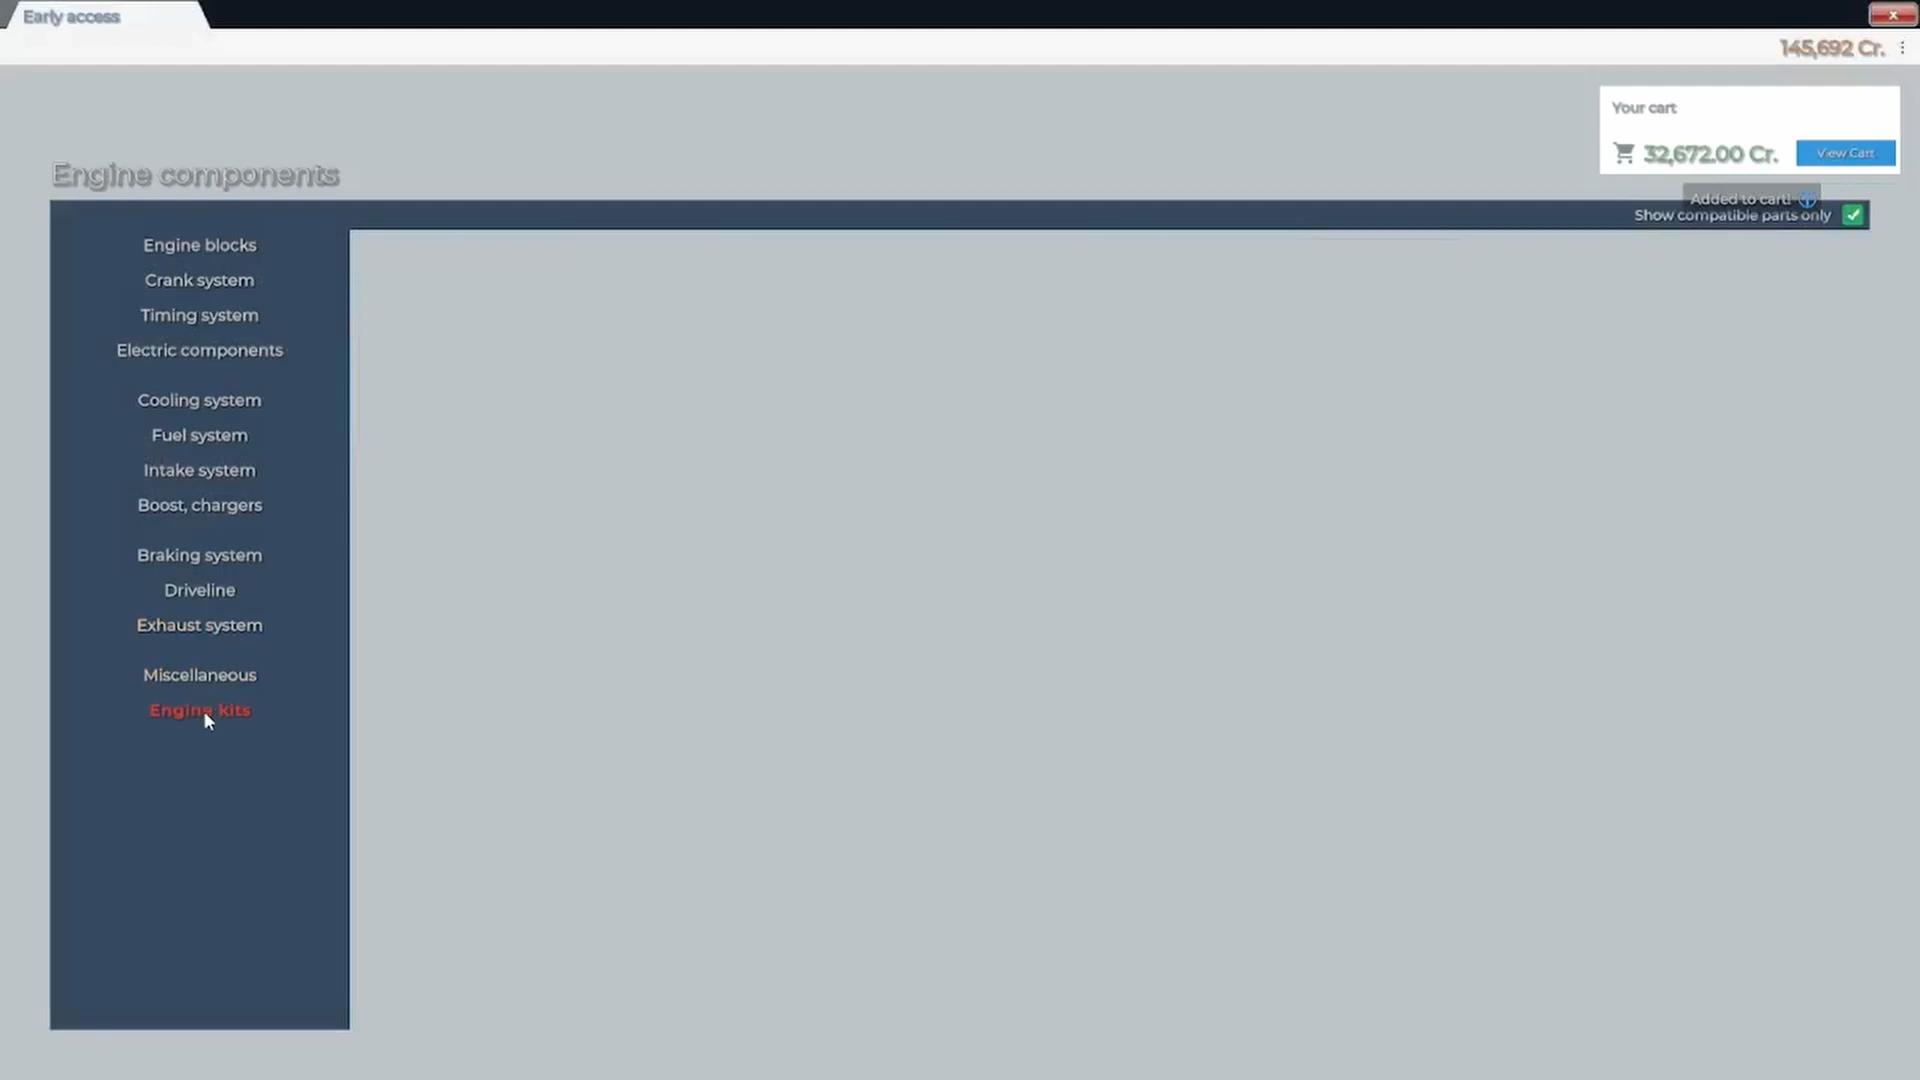 Early access
145,692 Cr.
Your cart
32,672.00 Cr.
View Cart
Engine components
Added to cart!
Show compatible parts only
Engine blocks
Crank system
Timing system
Electric components
Cooling system
Fuel system
Intake system
Boost, chargers
Braking system
Driveline
Exhaust system
Miscellaneous
Engine kits